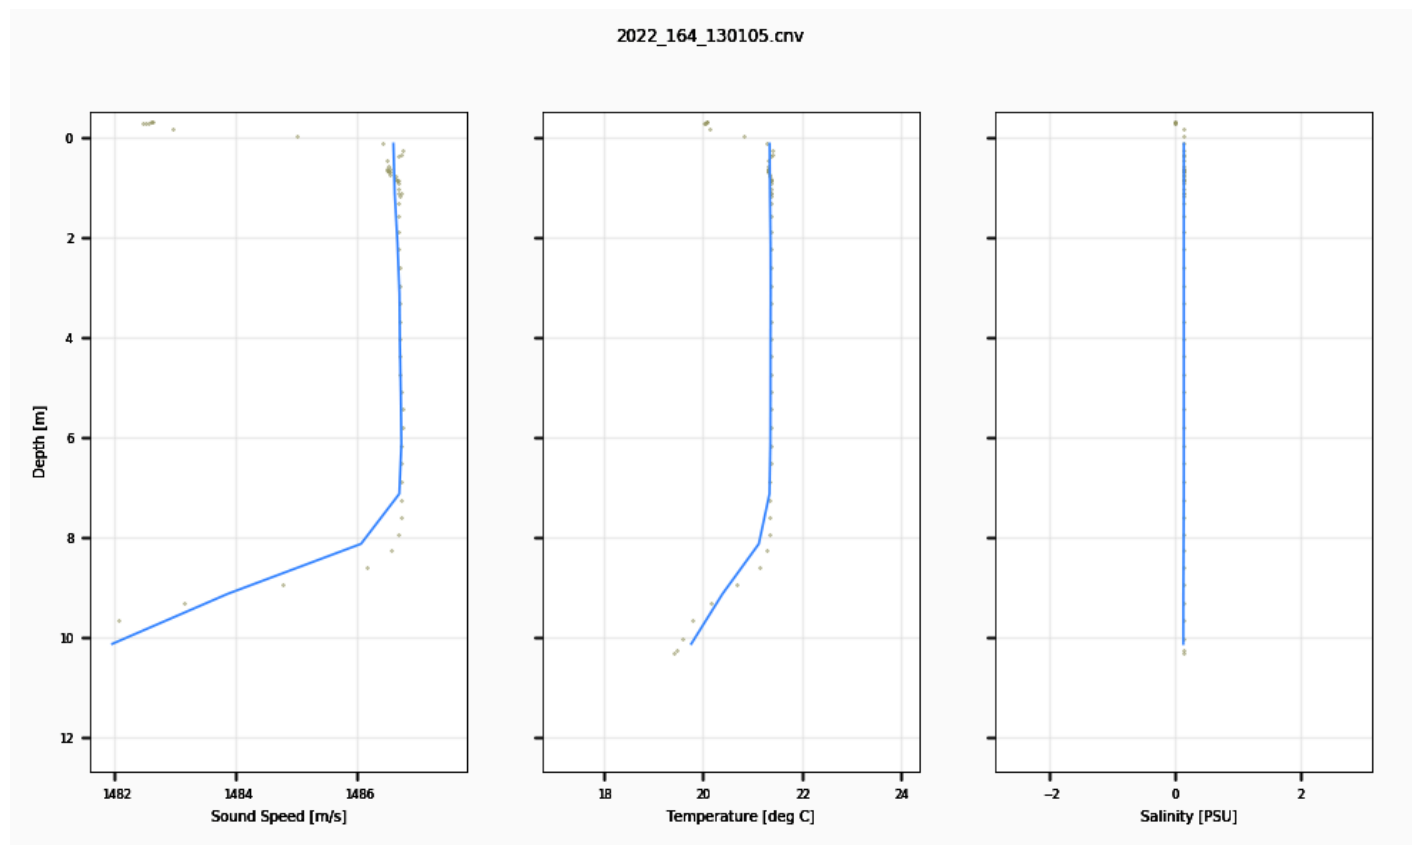 2022_164_130105.cnv
Depth [m]
0
2
4
6
8
10
12
1482 1484 1486
Sound Speed [m/s]
18 20 22 24
Temperature [deg C]
−2 0 2
Salinity [PSU]